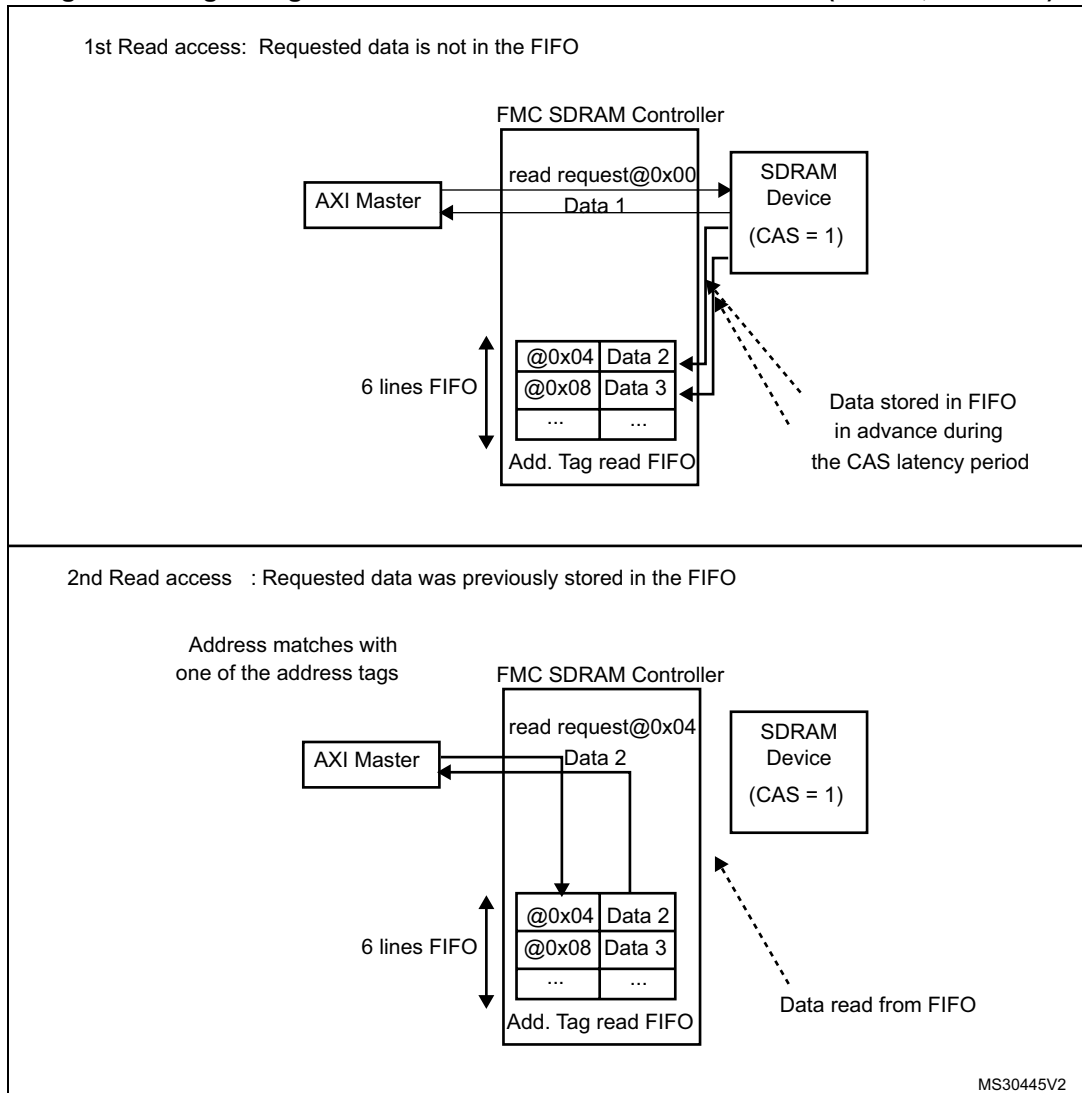 1st Read access: Requested data is not in the FIFO
FMC SDRAM Controller
read request@0x00
Data 1
AXI Master
SDRAM
Device
(CAS = 1)
6 lines FIFO
@0x04 Data 2
@0x08 Data 3
... ...
Add. Tag read FIFO
Data stored in FIFO
in advance during
the CAS latency period
2nd Read access : Requested data was previously stored in the FIFO
Address matches with
one of the address tags
FMC SDRAM Controller
read request@0x04
Data 2
AXI Master
SDRAM
Device
(CAS = 1)
6 lines FIFO
@0x04 Data 2
@0x08 Data 3
... ...
Add. Tag read FIFO
Data read from FIFO
MS30445V2